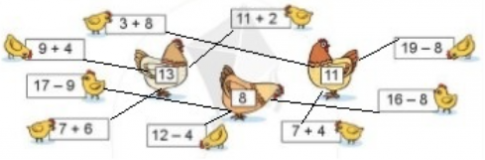 11 + 2
3 + 8
9 + 4
19 – 8
13
11
17 – 9
8
16 – 8
7 + 6
12 – 4
7 + 4